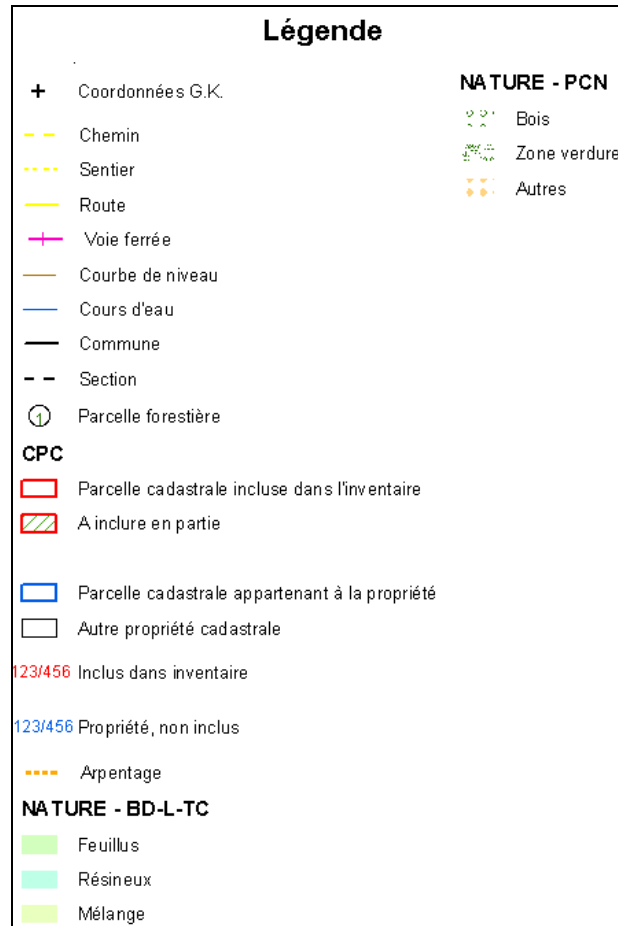 Légende
Coordonnées G.K.
Chemin
Sentier
Route
Voie ferrée
Courbe de niveau
Cours d'eau
Commune
Section
1 Parcelle forestière
CPC
Parcelle cadastrale incluse dans l'inventaire
A inclure en partie
Parcelle cadastrale appartenant à la propriété
Autre propriété cadastrale
123/456 Inclus dans inventaire
123/456 Propriété, non inclus
Arpentage
NATURE - BD-L-TC
Feuillus
Résineux
Mélange
NATURE - PCN
Bois
Zone verdure
Autres